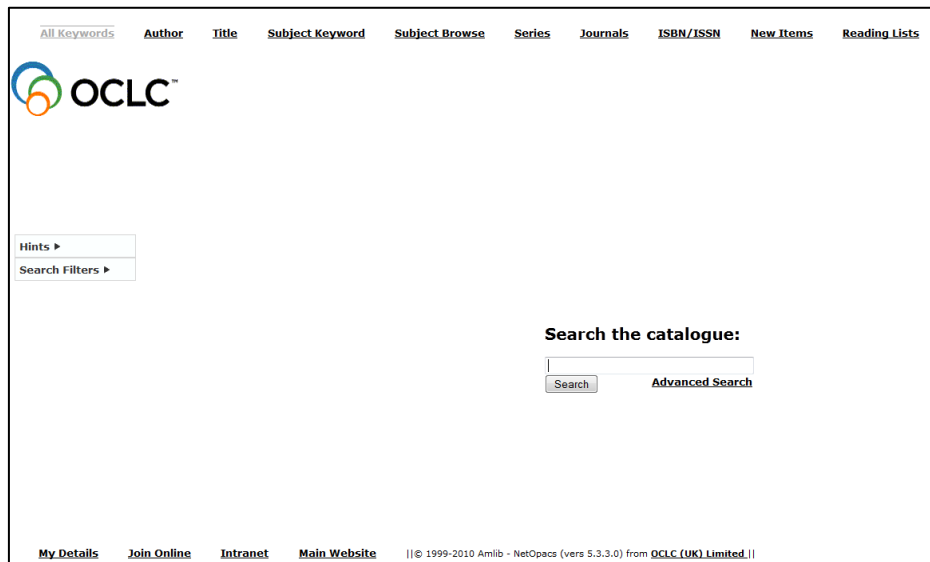 All Keywords Author Title Subject Keyword Subject Browse Series Journals ISBN/ISSN New Items Reading Lists
OCLC™
Hints ▶
Search Filters ▶
Search the catalogue:
Search Advanced Search
My Details Join Online Intranet Main Website ||© 1999-2010 Amlib - NetOpacs (vers 5.3.3.0) from OCLC (UK) Limited ||